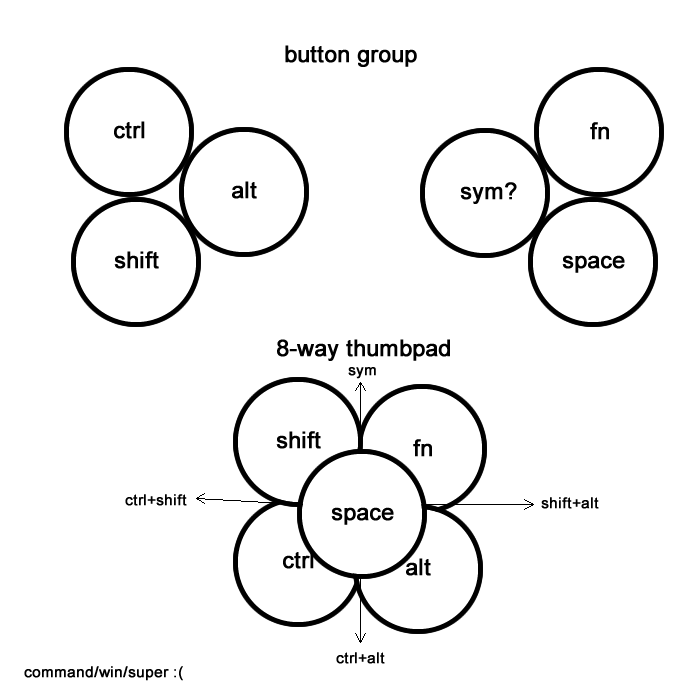 button group
ctrl
fn
alt
sym?
shift
space
8-way thumbpad
sym
shift
fn
ctrl+shift
space
shift+alt
ctrl
alt
ctrl+alt
command/win/super :(